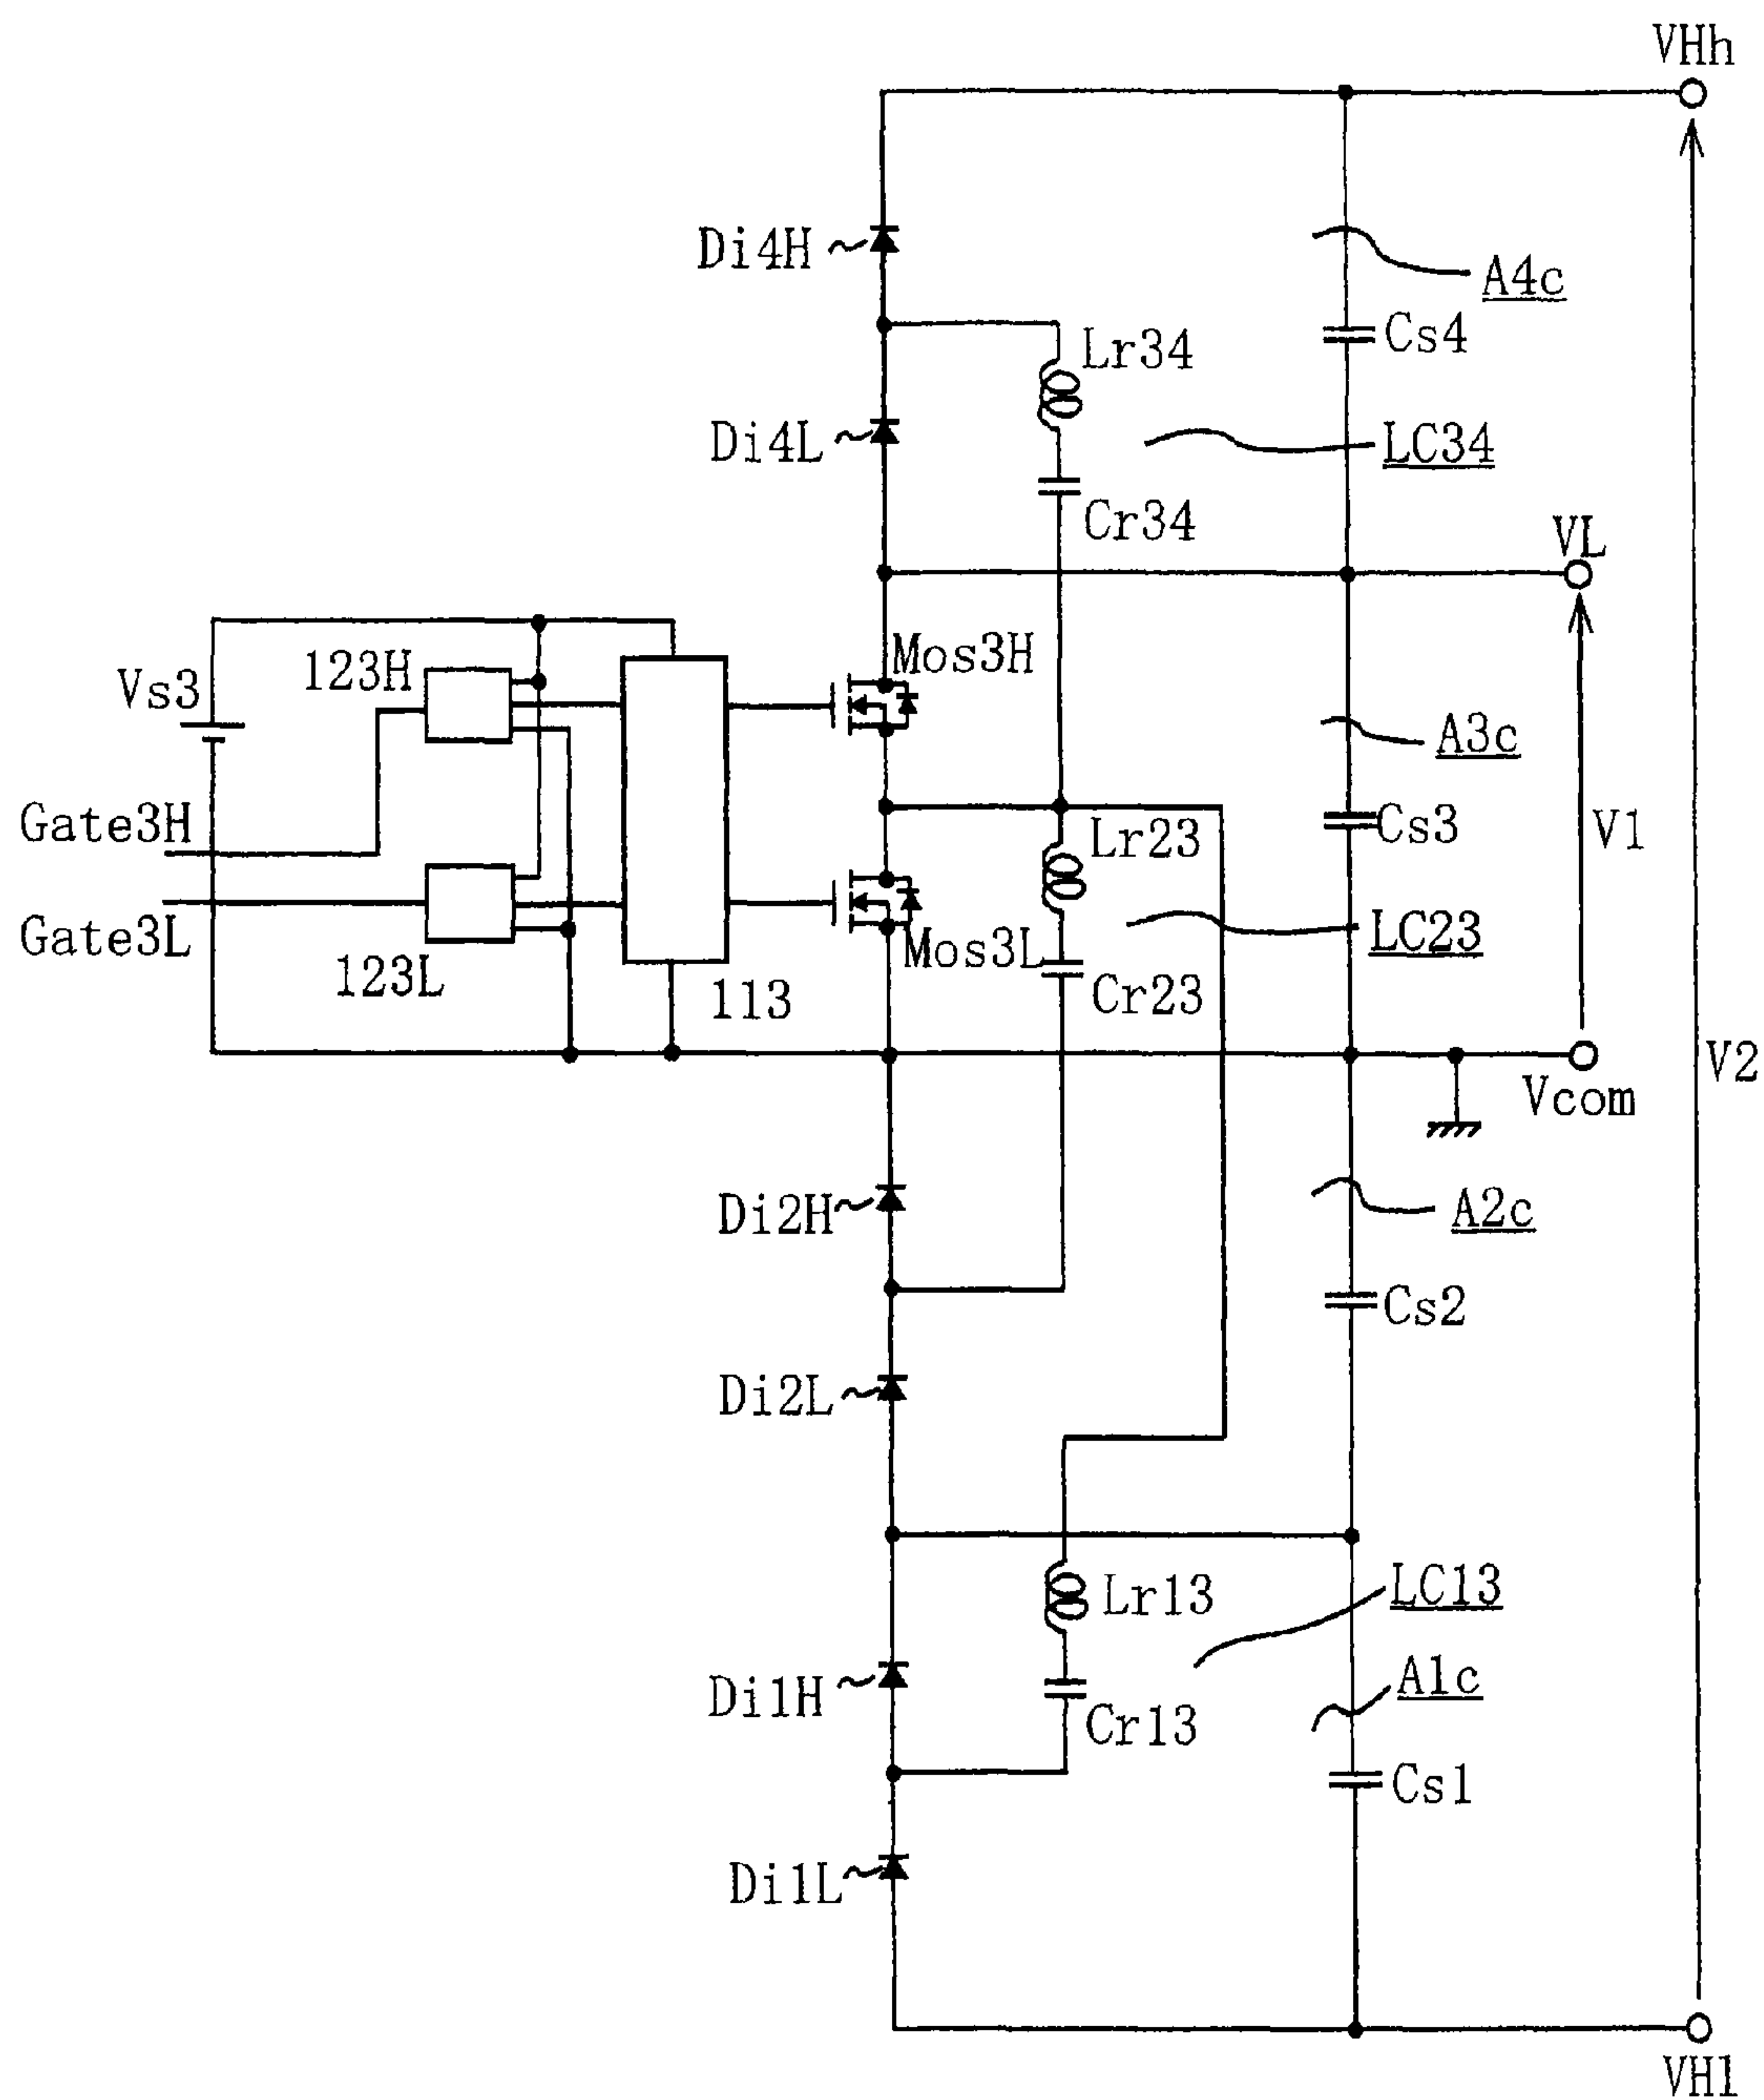 VHh
Di4H
A4c
Cs4
Lr34
Di4L
LC34
Cr34
VL
Mos3H
123H
Vs3
A3c
Gate3H
Lr23
Cs3
V1
Gate3L
Mos3L
LC23
123L
113
Cr23
V2
Vcom
Di2H
A2c
Cs2
Di2L
Lr13
LC13
Di1H
A1c
Cr13
Cs1
Di1L
VH1